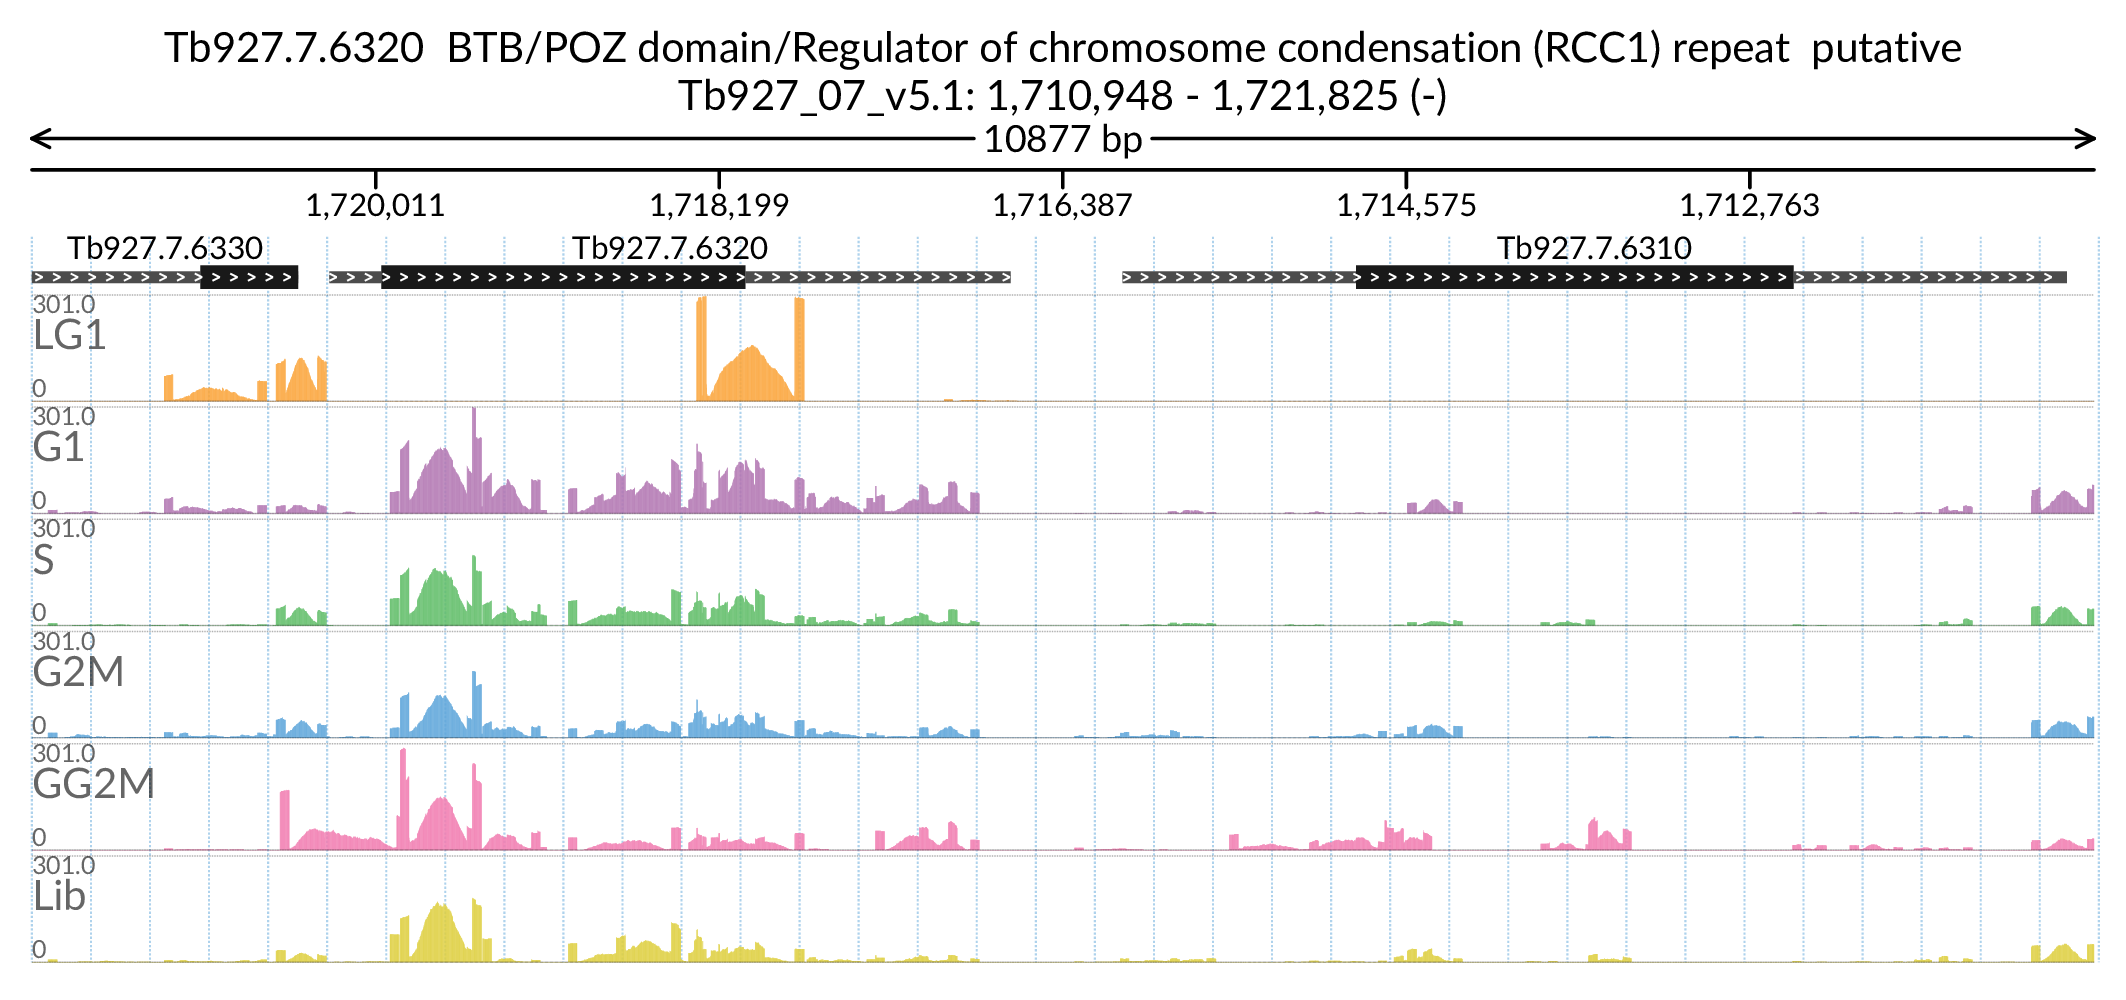 Tb927.7.6320  BTB/POZ domain/Regulator of chromosome condensation (RCC1) repeat  putative
Tb927_07_v5.1: 1,710,948 - 1,721,825 (-)
10877 bp
1,720,011 1,718,199 1,716,387 1,714,575 1,712,763
Tb927.7.6330 Tb927.7.6320 Tb927.7.6310
301.0
LG1
0
301.0
G1
0
301.0
S
0
301.0
G2M
0
301.0
GG2M
0
301.0
Lib
0